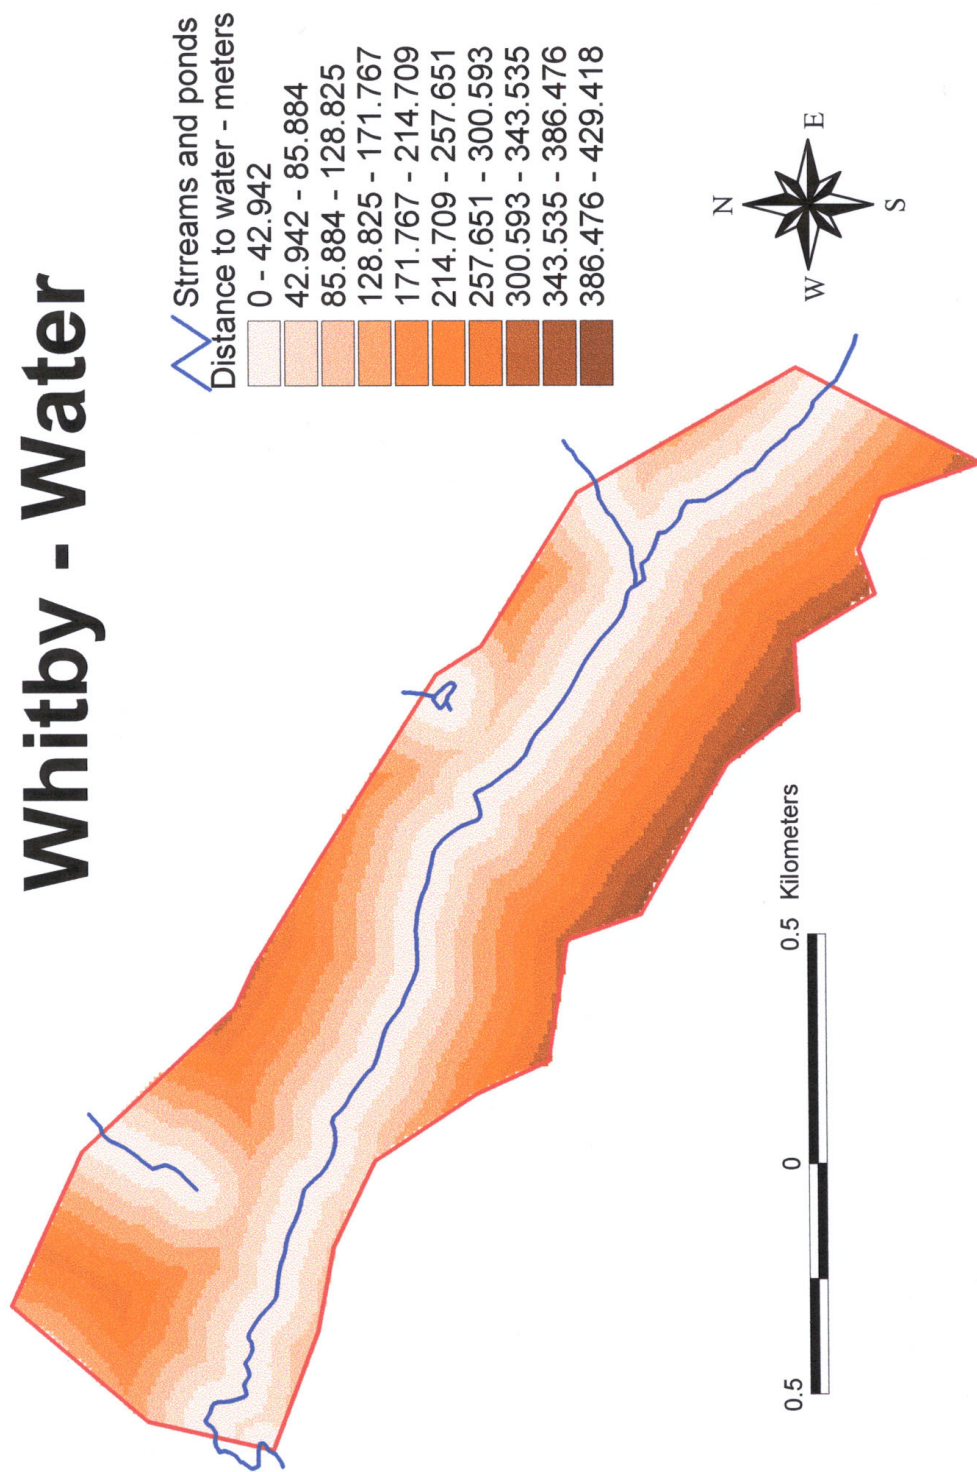 Whitby - Water
Strreams and ponds
Distance to water - meters
0 - 42.942
42.942 - 85.884
85.884 - 128.825
128.825 - 171.767
171.767 - 214.709
214.709 - 257.651
257.651 - 300.593
300.593 - 343.535
343.535 - 386.476
386.476 - 429.418
N
W
E
S
0.5
0
0.5 Kilometers